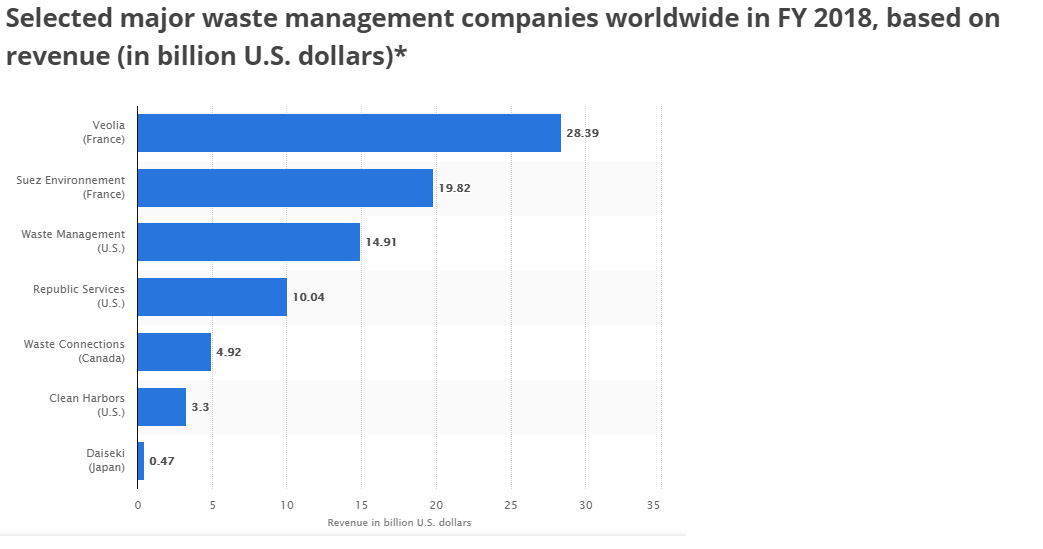 Selected major waste management companies worldwide in FY 2018, based on
revenue (in billion U.S. dollars)*
Veolia
(France)
28.39
Suez Environnement
(France)
19.82
Waste Management
(U.S.)
14.91
Republic Services
(U.S.)
10.04
Waste Connections
(Canada)
4.92
Clean Harbors
(U.S.)
3.3
Daiseki
(Japan)
0.47
0 5 10 15 20 25 30 35
Revenue in billion U.S. dollars